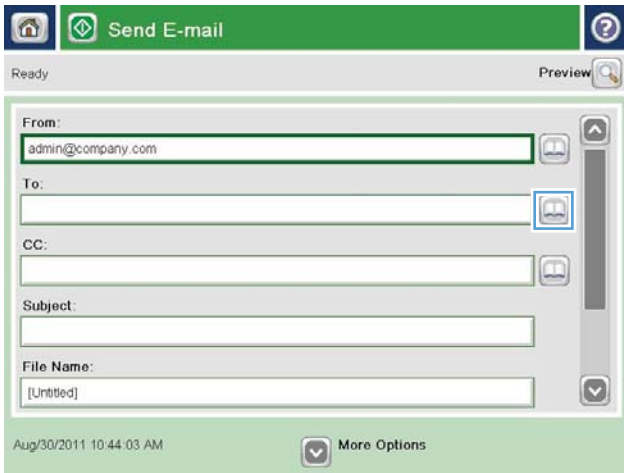 Send E-mail
?
Ready
Preview
From:
admin@company.com
To:
CC:
Subject:
File Name:
[Untitled]
Aug/30/2011 10:44:03 AM
More Options